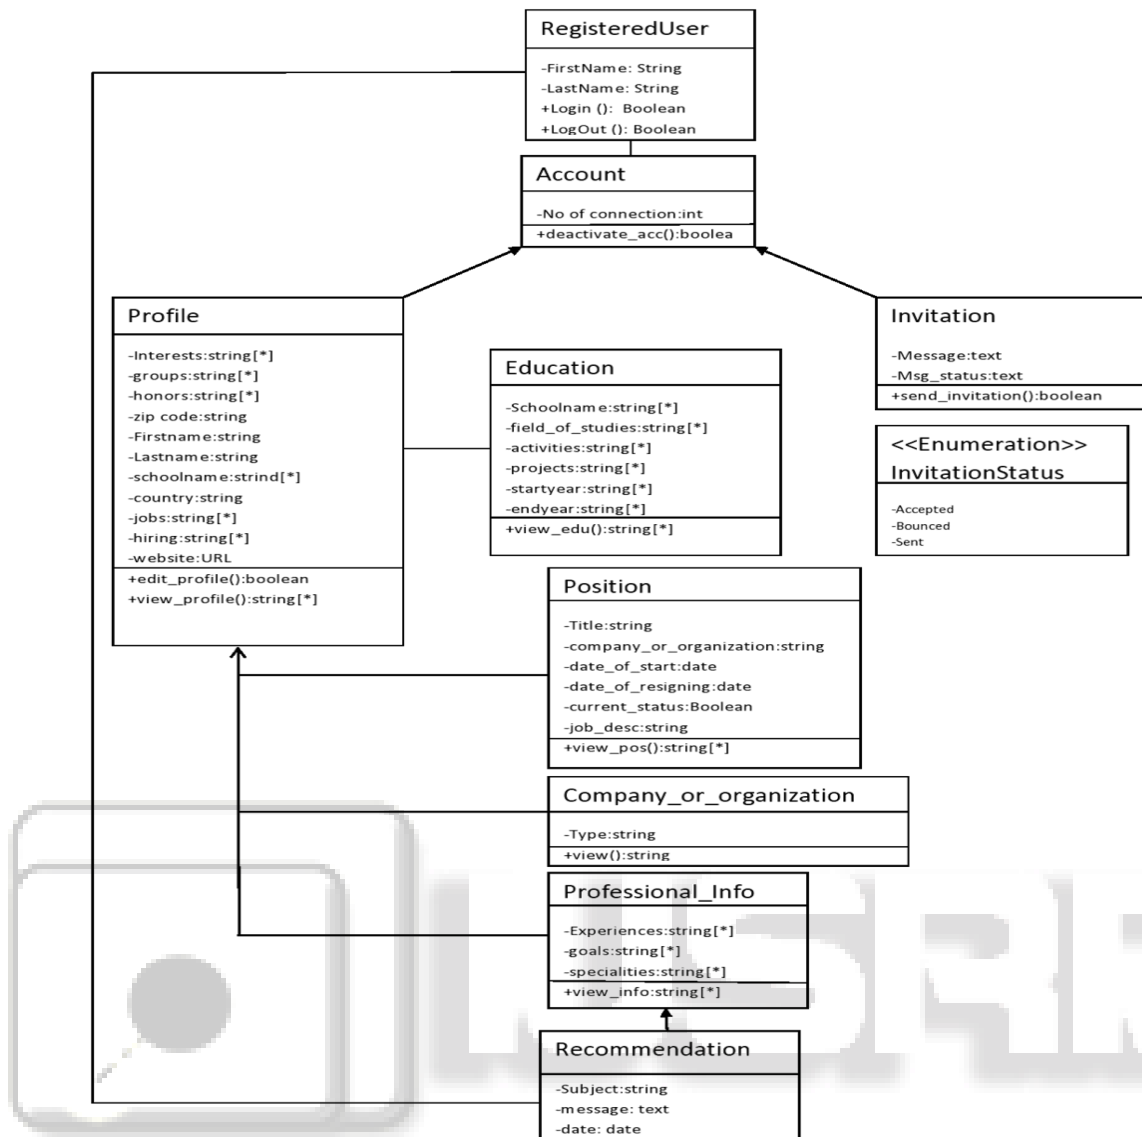 RegisteredUser
-FirstName: String
-LastName: String
+Login (): Boolean
+LogOut (): Boolean
Account
-No of connection:int
+deactivate_acc():boolea
Profile
-Interests:string[*]
-groups:string[*]
-honors:string[*]
-zip code:string
-Firstname:string
-Lastname:string
-schoolname:strind[*]
-country:string
-jobs:string[*]
-hiring:string[*]
-website:URL
+edit_profile():boolean
+view_profile():string[*]
Education
-Schoolname:string[*]
-field_of_studies:string[*]
-activities:string[*]
-projects:string[*]
-startyear:string[*]
-endyear:string[*]
+view_edu():string[*]
Invitation
-Message:text
-Msg_status:text
+send_invitation():boolean
<<Enumeration>>
InvitationStatus
-Accepted
-Bounced
-Sent
Position
-Title:string
-company_or_organization:string
-date_of_start:date
-date_of_resigning:date
-current_status:Boolean
-job_desc:string
+view_pos():string[*]
Company_or_organization
-Type:string
+view():string
Professional_Info
-Experiences:string[*]
-goals:string[*]
-specialities:string[*]
+view_info:string[*]
Recommendation
-Subject:string
-message: text
-date: date